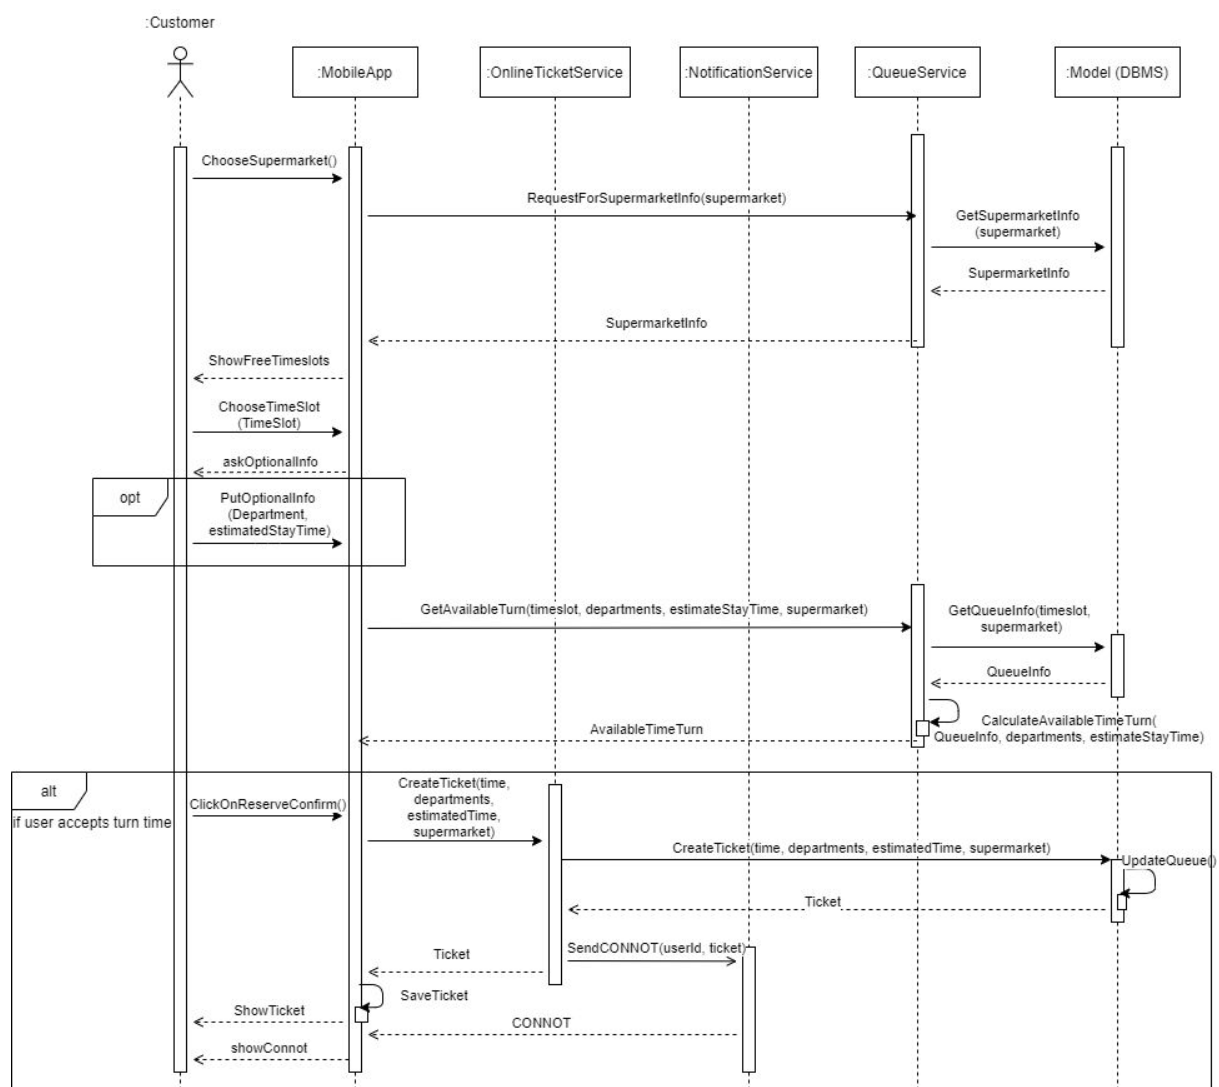 :Customer
:MobileApp
:OnlineTicketService
:NotificationService
:QueueService
:Model (DBMS)
ChooseSupermarket()
RequestForSupermarketInfo(supermarket)
GetSupermarketInfo
(supermarket)
SupermarketInfo
SupermarketInfo
ShowFreeTimeslots
ChooseTimeSlot
(TimeSlot)
askOptionalInfo
opt
PutOptionalInfo
(Department,
estimatedStayTime)
GetAvailableTurn(timeslot, departments, estimateStayTime, supermarket)
GetQueueInfo(timeslot,
supermarket)
QueueInfo
CalculateAvailableTimeTurn(
QueueInfo, departments, estimateStayTime)
AvailableTimeTurn
alt
if user accepts turn time
ClickOnReserveConfirm()
CreateTicket(time,
departments,
estimatedTime,
supermarket)
CreateTicket(time, departments, estimatedTime, supermarket)
UpdateQueue()
Ticket
SendCONNOT(userId, ticket)
Ticket
SaveTicket
ShowTicket
CONNOT
showConnot